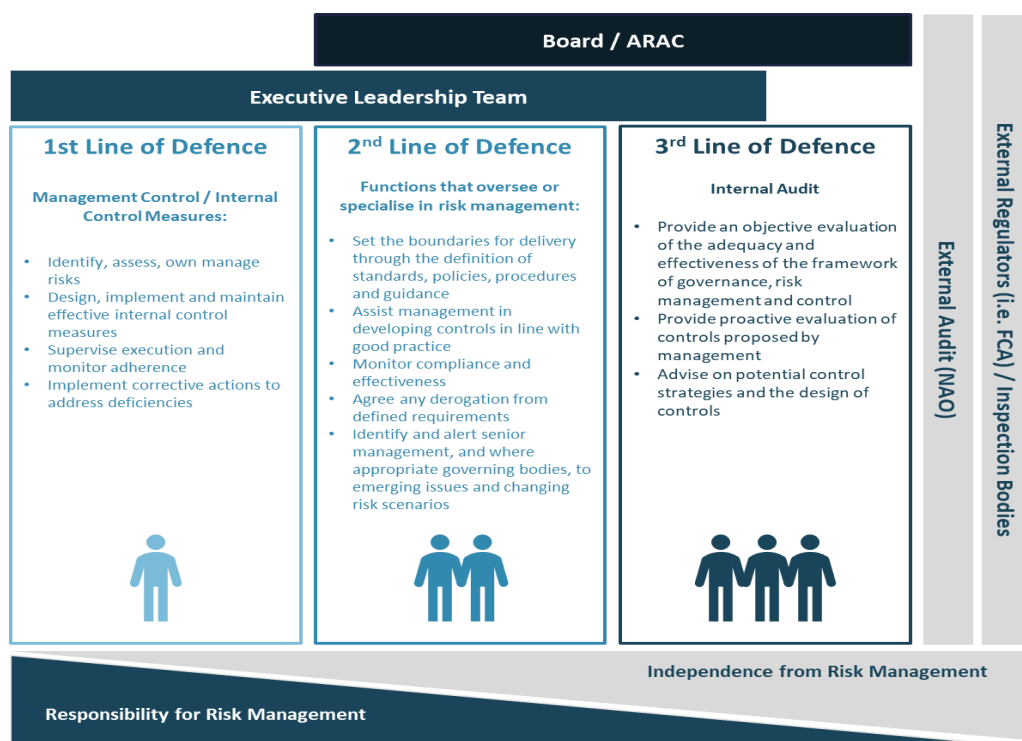 Board / ARAC
Executive Leadership Team
1st Line of Defence
Management Control / Internal
Control Measures:
• Identify, assess, own manage
risks
• Design, implement and maintain
effective internal control
measures
• Supervise execution and
monitor adherence
• Implement corrective actions to
address deficiencies
2nd Line of Defence
Functions that oversee or
specialise in risk management:
• Set the boundaries for delivery
through the definition of
standards, policies, procedures
and guidance
• Assist management in
developing controls in line with
good practice
• Monitor compliance and
effectiveness
• Agree any derogation from
defined requirements
• Identify and alert senior
management, and where
appropriate governing bodies, to
emerging issues and changing
risk scenarios
3rd Line of Defence
Internal Audit
• Provide an objective evaluation
of the adequacy and
effectiveness of the framework
of governance, risk
management and control
• Provide proactive evaluation of
controls proposed by
management
• Advise on potential control
strategies and the design of
controls
External Audit (NAO)
External Regulators (i.e. FCA) / Inspection Bodies
Independence from Risk Management
Responsibility for Risk Management